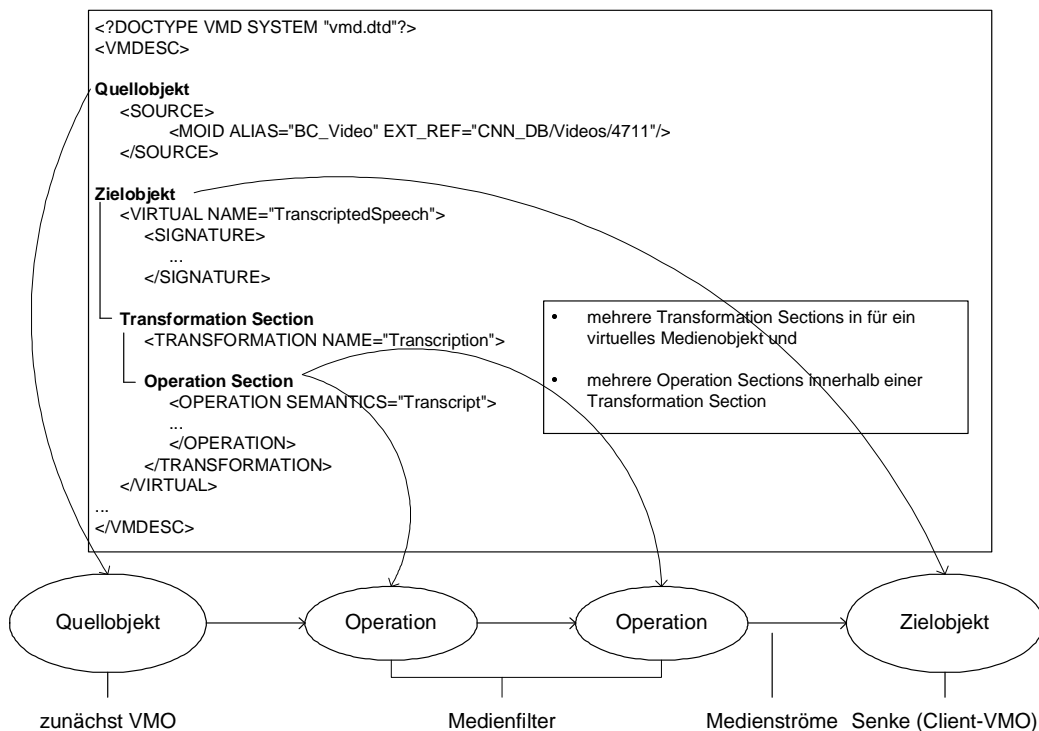 <?DOCTYPE VMD SYSTEM "vmd.dtd"?>
<VMDESC>
Quellobjekt
<SOURCE>
<MOID ALIAS="BC_Video" EXT_REF="CNN_DB/Videos/4711"/>
</SOURCE>
Zielobjekt
<VIRTUAL NAME="TranscriptedSpeech">
<SIGNATURE>
...
</SIGNATURE>
Transformation Section
<TRANSFORMATION NAME="Transcription">
Operation Section
<OPERATION SEMANTICS="Transcript">
...
</OPERATION>
</TRANSFORMATION>
</VIRTUAL>
...
</VMDESC>
• mehrere Transformation Sections in für ein
virtuelles Medienobjekt und
• mehrere Operation Sections innerhalb einer
Transformation Section
Quellobjekt
Operation
Operation
Zielobjekt
zunächst VMO
Medienfilter
Medienströme
Senke (Client-VMO)